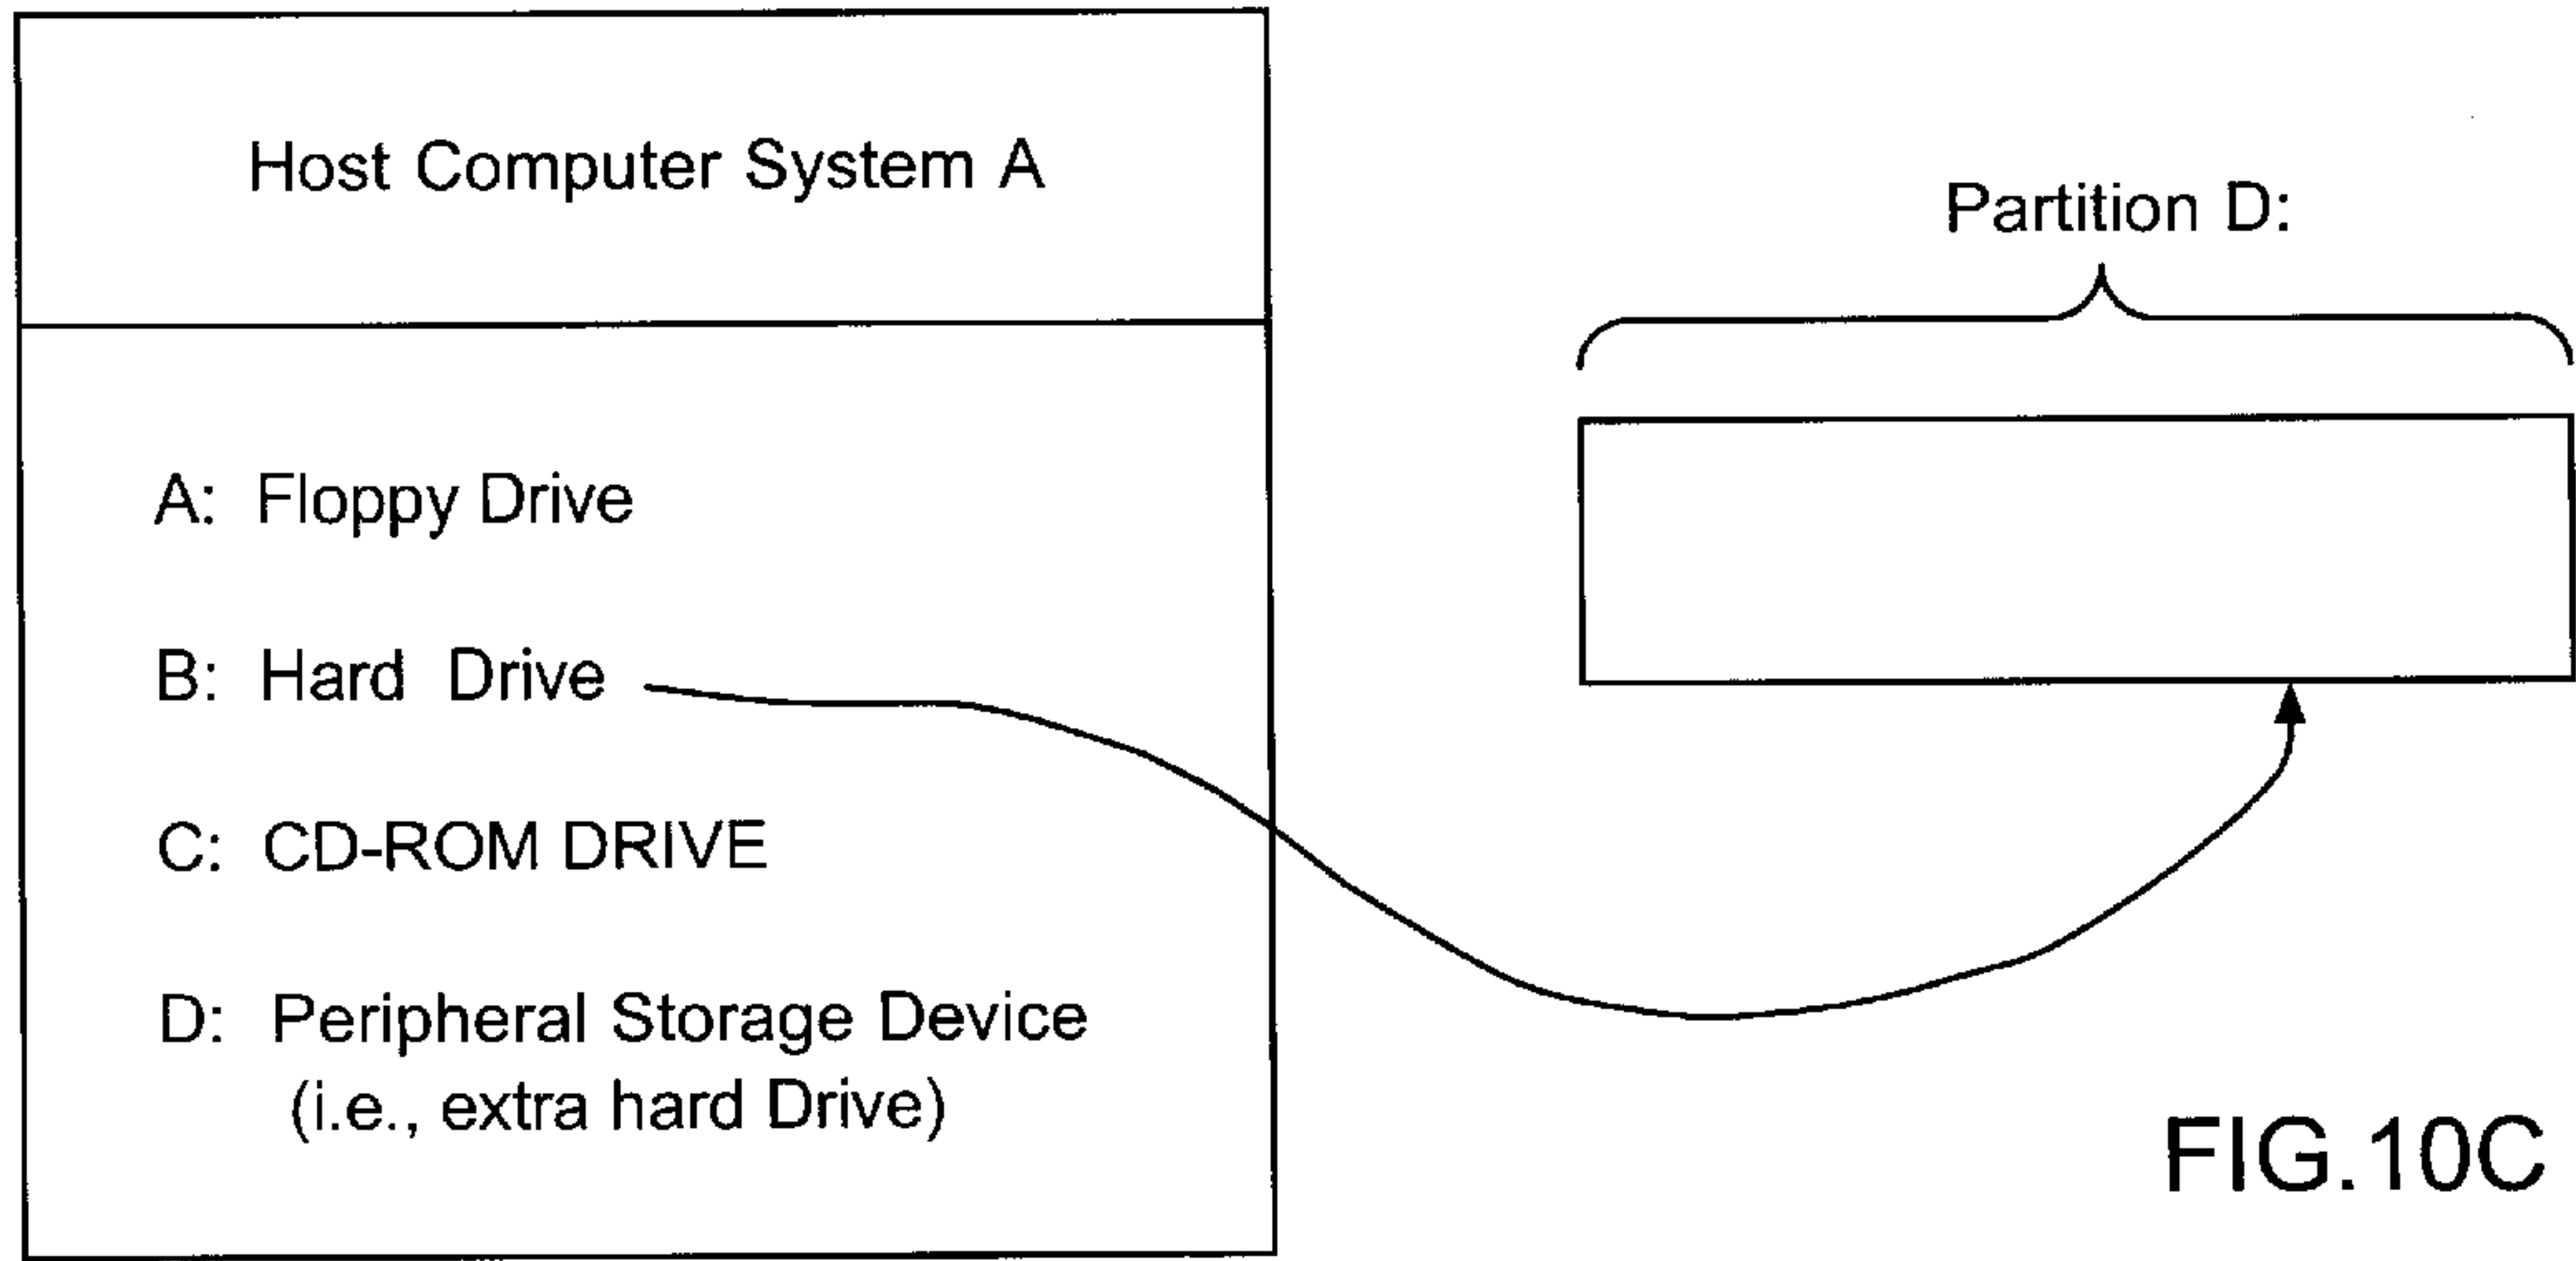 Host Computer System A
Partition D:
A: Floppy Drive
B: Hard Drive
C: CD-ROM DRIVE
D: Peripheral Storage Device
(i.e., extra hard Drive)
FIG.10C